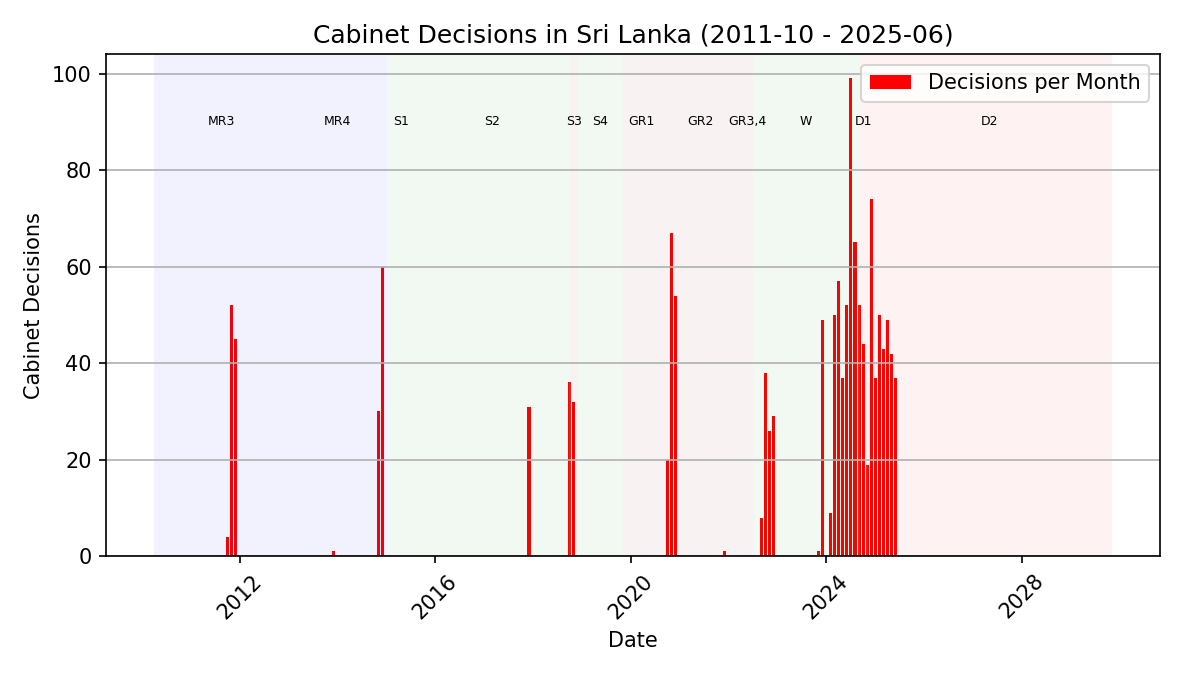 Cabinet Decisions in Sri Lanka (2011-10 - 2025-06)
Decisions per Month
MR3 MR4 S1 S2 S3 S4 GR1 GR2 GR3,4 W D1 D2
100
80
60
40
20
0
Cabinet Decisions
2012 2016 2020 2024 2028
Date